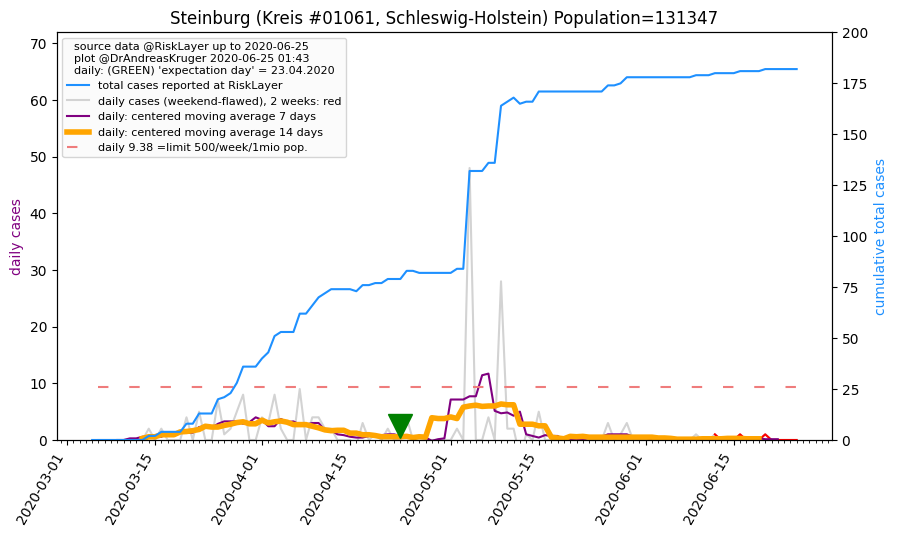 Steinburg (Kreis #01061, Schleswig-Holstein) Population=131347
source data @RiskLayer up to 2020-06-25
plot @DrAndreasKruger 2020-06-25 01:43
daily: (GREEN) 'expectation day' = 23.04.2020
total cases reported at RiskLayer
daily cases (weekend-flawed), 2 weeks: red
daily: centered moving average 7 days
daily: centered moving average 14 days
daily 9.38 =limit 500/week/1mio pop.
daily cases
70
60
50
40
30
20
10
0
cumulative total cases
200
175
150
125
100
75
50
25
0
2020-03-01
2020-03-15
2020-04-01
2020-04-15
2020-05-01
2020-05-15
2020-06-01
2020-06-15